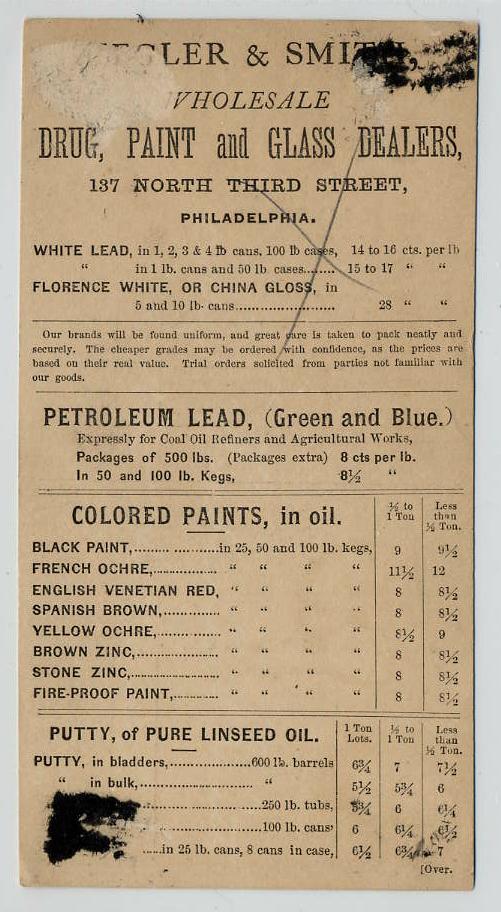 & SMITH,
WHOLESALE
DRUG, PAINT and GLASS DEALERS,
137 NORTH THIRD STREET,
PHILADELPHIA.
WHITE LEAD, in 1, 2, 3 & 4 lb cans, 100 lb cases, 14 to 16 cts. per lb
“ in 1 lb. cans and 50 lb cases........ 15 to 17 “ “
FLORENCE WHITE, OR CHINA GLOSS, in
5 and 10 lb. cans........................ 28 “ “
Our brands will be found uniform, and great care is taken to pack neatly and
securely. The cheaper grades may be ordered with confidence, as the prices are
based on their real value. Trial orders solicited from parties not familiar with
our goods.
PETROLEUM LEAD, (Green and Blue.)
Expressly for Coal Oil Refiners and Agricultural Works,
Packages of 500 lbs. (Packages extra) 8 cts per lb.
In 50 and 100 lb. Kegs, 8½ “
COLORED PAINTS, in oil. ½ to 1 Ton Less than ½ Ton.
BLACK PAINT,.....................in 25, 50 and 100 lb. kegs, 9 9½
FRENCH OCHRE,............... “ “ “ “ 11½ 12
ENGLISH VENETIAN RED, “ “ “ “ 8 8½
SPANISH BROWN,.............. “ “ “ “ 8 8½
YELLOW OCHRE,............... “ “ “ “ 8½ 9
BROWN ZINC,.................... “ “ “ “ 8 8½
STONE ZINC,...................... “ “ “ “ 8 8½
FIRE-PROOF PAINT,........... “ “ “ “ 8 8½
PUTTY, of PURE LINSEED OIL. 1 Ton Lots. ½ to 1 Ton Less than ½ Ton.
PUTTY, in bladders,....................600 lb. barrels 6¾ 7 7½
“ in bulk,............................... “ 5½ 5¾ 6
..............................250 lb. tubs, 6 6¼
..............................100 lb. cans, 6 6¼ 6½
.....in 25 lb. cans, 8 cans in case, 6½ 6¾ 7
[Over.